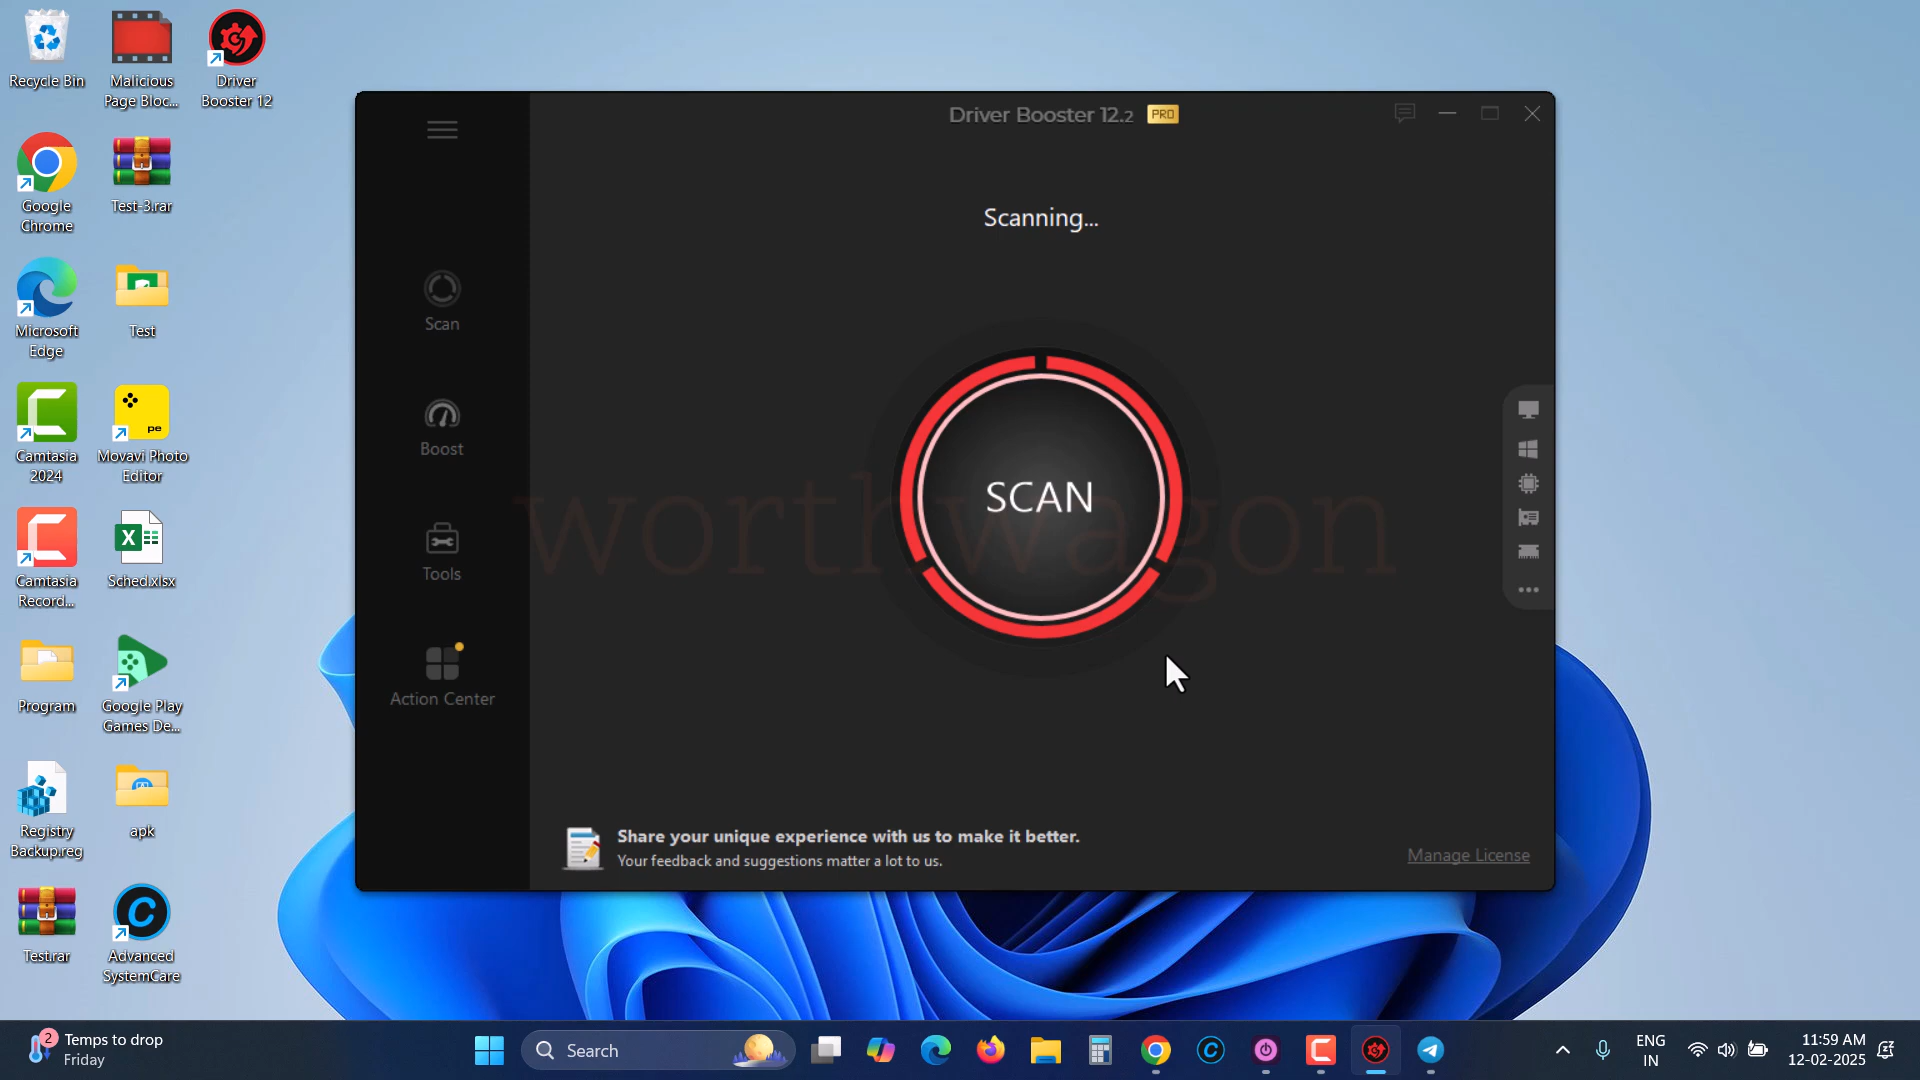 Recycle Bin
Malicious
Page Bloc...
Driver
Booster 12
Google
Chrome
Test-3.rar
Microsoft
Edge
Test
Camtasia
2024
pe
Movavi Photo
Editor
Camtasia
Record...
Sched.xlsx
Program
Google Play
Games De...
Registry
Backup.reg
apk
Test.rar
Advanced
SystemCare
Driver Booster 12.2 PRO
Scanning...
Scan
Boost
Tools
Action Center
SCAN
worthwagon
Share your unique experience with us to make it better.
Your feedback and suggestions matter a lot to us.
Manage License
2
Temps to drop
Friday
Search
ENG
IN
11:59 AM
12-02-2025